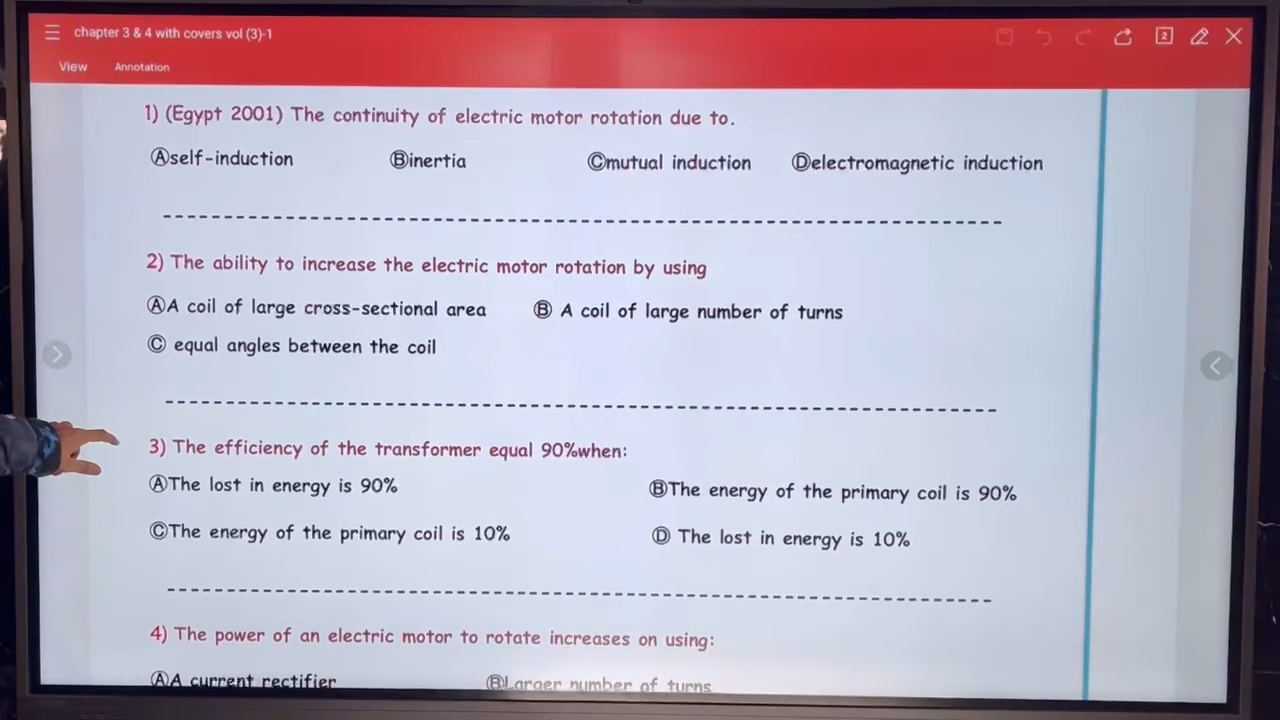 chapter 3 & 4 with covers vol (3)-1
View Annotation
1) (Egypt 2001) The continuity of electric motor rotation due to.
Ⓐself-induction Ⓑinertia Ⓒmutual induction Ⓓelectromagnetic induction
2) The ability to increase the electric motor rotation by using
ⒶA coil of large cross-sectional area Ⓑ A coil of large number of turns
Ⓒ equal angles between the coil
3) The efficiency of the transformer equal 90%when:
ⒶThe lost in energy is 90% ⒷThe energy of the primary coil is 90%
ⒸThe energy of the primary coil is 10% Ⓓ The lost in energy is 10%
4) The power of an electric motor to rotate increases on using:
ⒶA current rectifier ⒷLarger number of turns